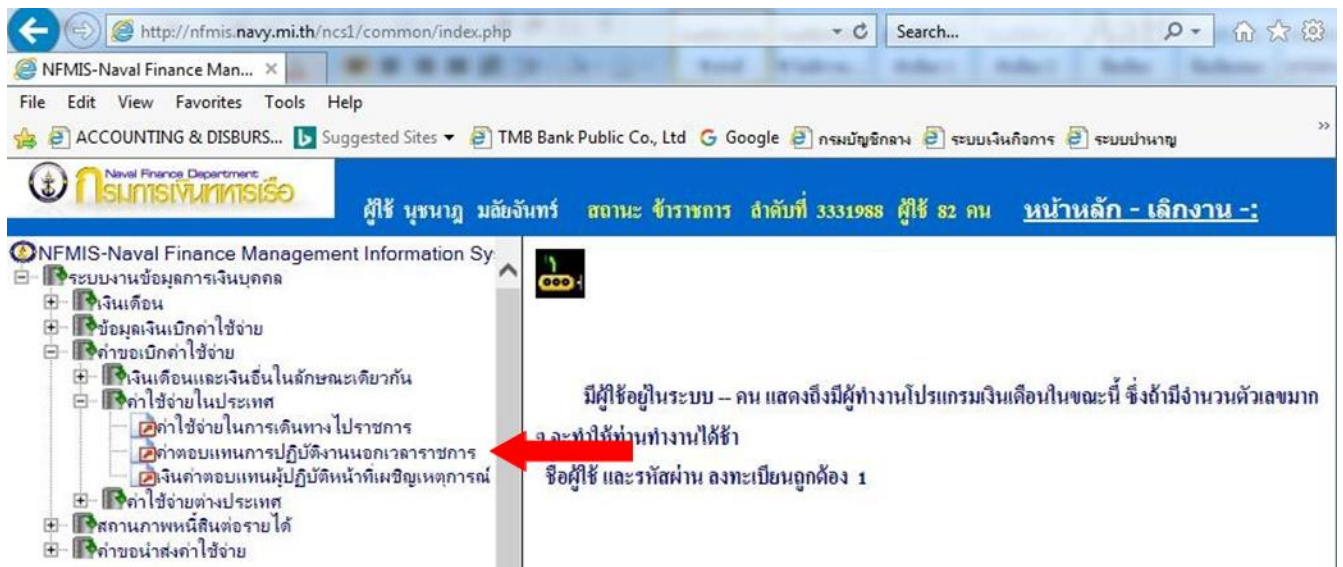 http://nfmis.navy.mi.th/ncs1/common/index.php
Search...
NFMIS-Naval Finance Man...
File Edit View Favorites Tools Help
ACCOUNTING & DISBURS... Suggested Sites TMB Bank Public Co., Ltd Google กรมบัญชีกลาง ระบบเงินกิจการ ระบบบำนาญ
Naval Finance Department
กรมการเงินทหารเรือ
ผู้ใช้ นุชนาฎ มลัยจันทร์ สถานะ ข้าราชการ ลำดับที่ 3331988 ผู้ใช้ 82 คน หน้าหลัก - เลิกงาน -:
NFMIS-Naval Finance Management Information Sy
ระบบงานข้อมูลการเงินบุคคล
เงินเดือน
ข้อมูลเงินเบิกค่าใช้จ่าย
คำขอเบิกค่าใช้จ่าย
เงินเดือนและเงินอื่นในลักษณะเดียวกัน
ค่าใช้จ่ายในประเทศ
ค่าใช้จ่ายในการเดินทางไปราชการ
ค่าตอบแทนการปฏิบัติงานนอกเวลาราชการ
เงินค่าตอบแทนผู้ปฏิบัติหน้าที่เผชิญเหตุการณ์
ค่าใช้จ่ายต่างประเทศ
สถานภาพหนี้สินต่อรายได้
คำขอนำส่งค่าใช้จ่าย
มีผู้ใช้อยู่ในระบบ -- คน แสดงถึงมีผู้ทำงานโปรแกรมเงินเดือนในขณะนี้ ซึ่งถ้ามีจำนวนตัวเลขมาก
ๆ จะทำให้ท่านทำงานได้ช้า
ชื่อผู้ใช้ และรหัสผ่าน ลงทะเบียนถูกต้อง 1